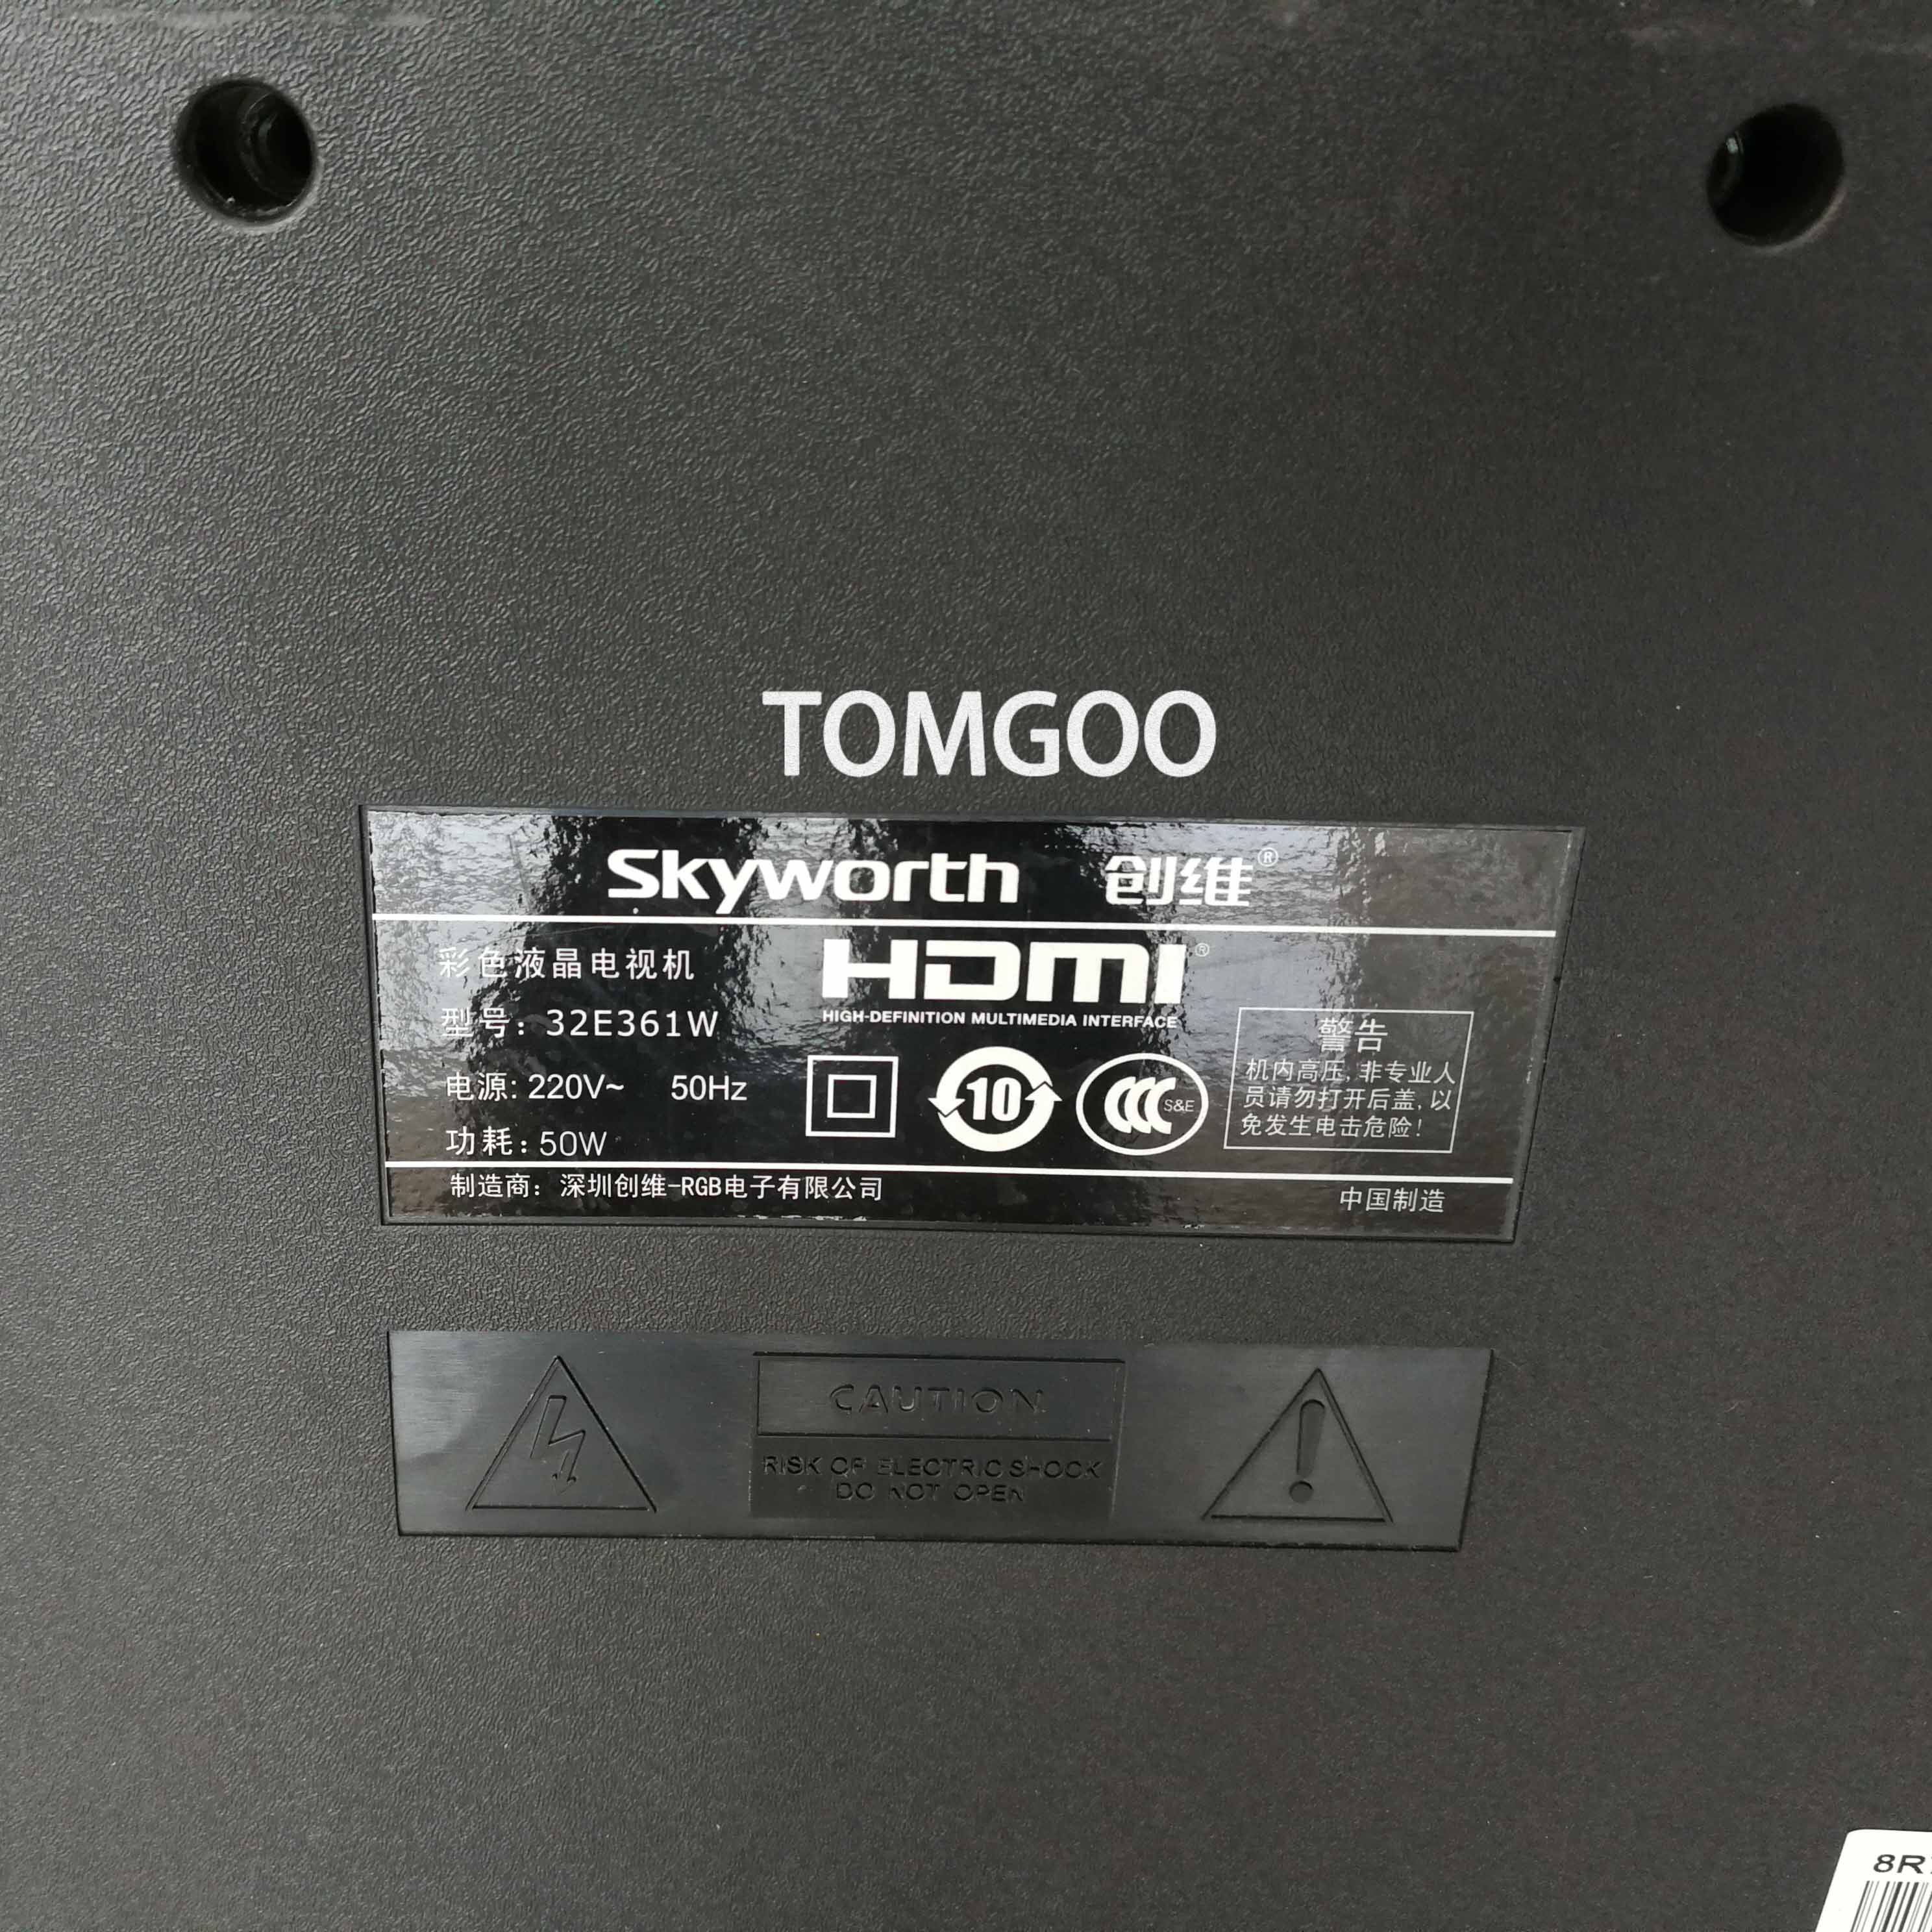 TOMGOO
Skyworth 创维®
彩色液晶电视机
HDMI®
HIGH-DEFINITION MULTIMEDIA INTERFACE
型号: 32E361W
电源: 220V~ 50Hz
功耗: 50W
10
CCC S&E
警告
机内高压,非专业人
员请勿打开后盖,以
免发生电击危险!
制造商: 深圳创维-RGB电子有限公司
中国制造
CAUTION
RISK OF ELECTRIC SHOCK
DO NOT OPEN